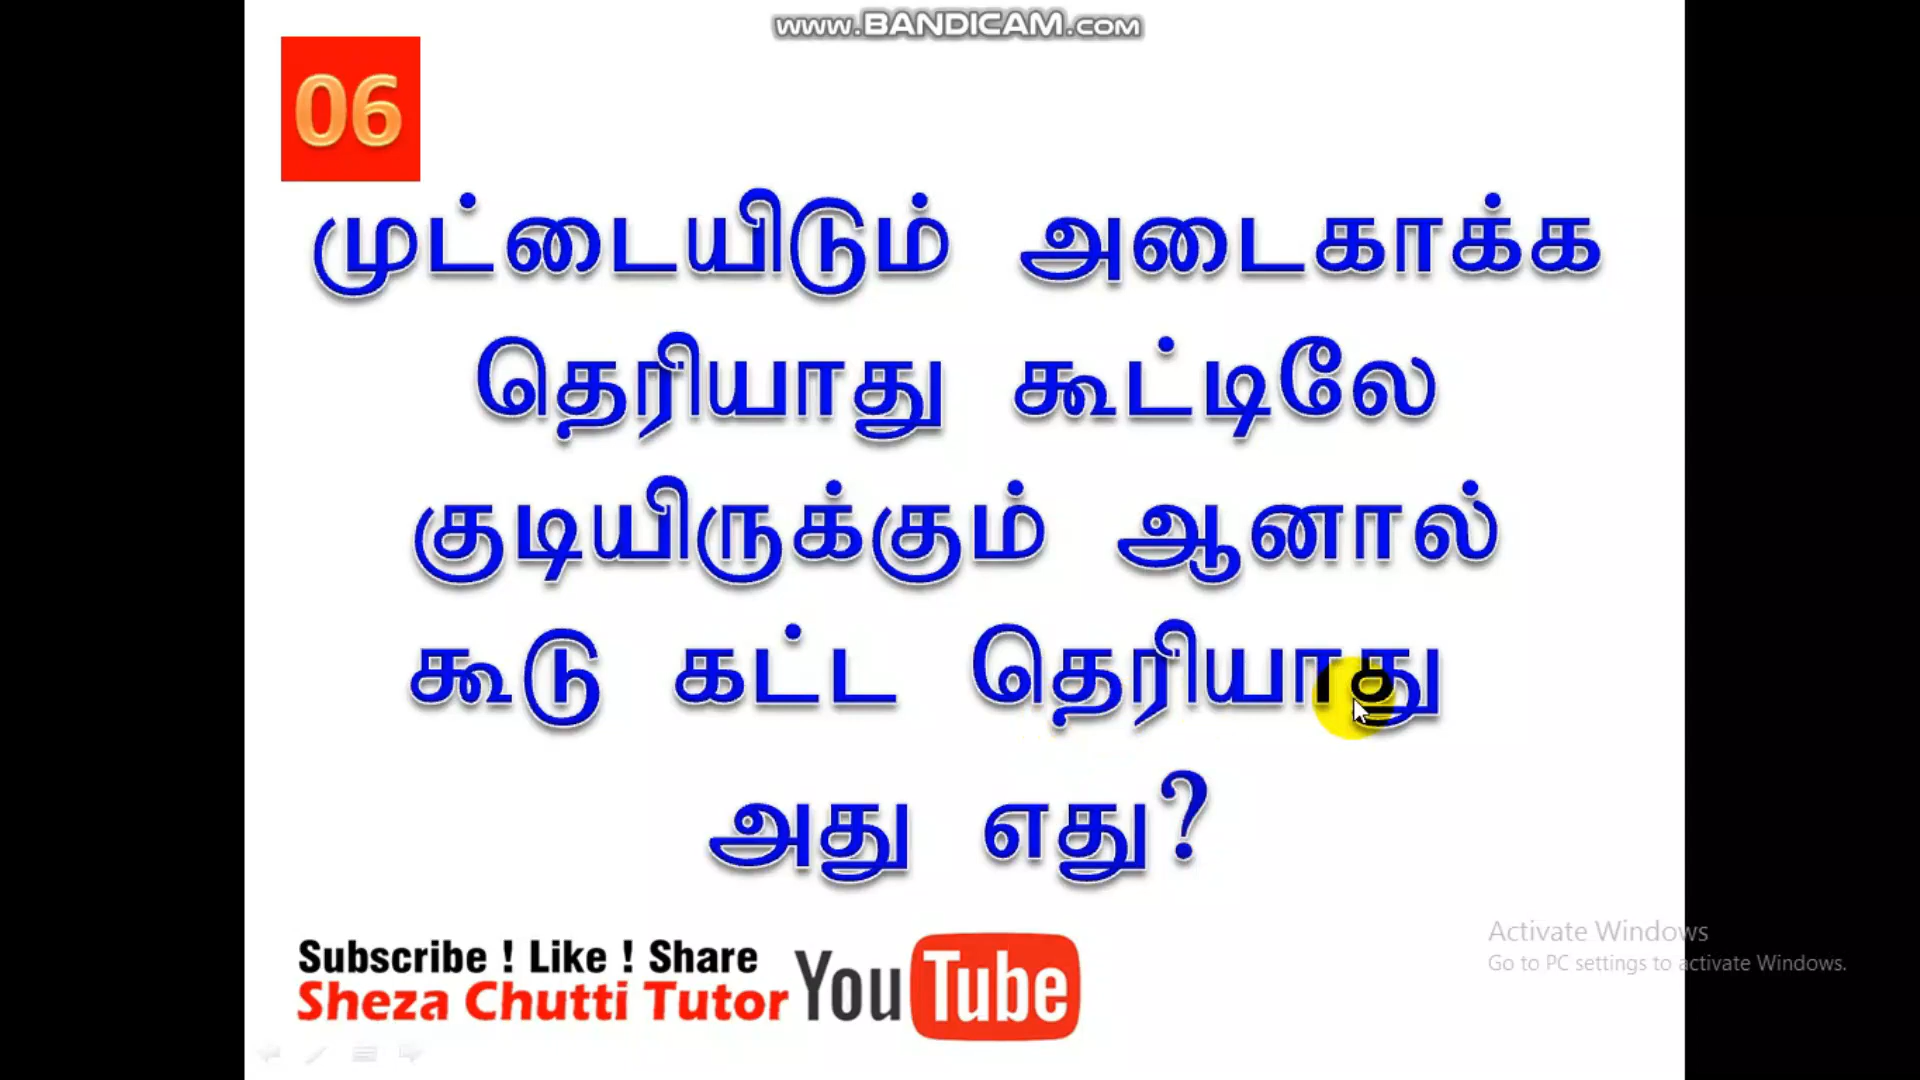 www.BANDICAM.com
06
முட்டையிடும் அடைகாக்க
தெரியாது கூட்டிலே
குடியிருக்கும் ஆனால்
கூடு கட்ட தெரியாது
அது எது?
Subscribe ! Like ! Share
Sheza Chutti Tutor YouTube
Activate Windows
Go to PC settings to activate Windows.